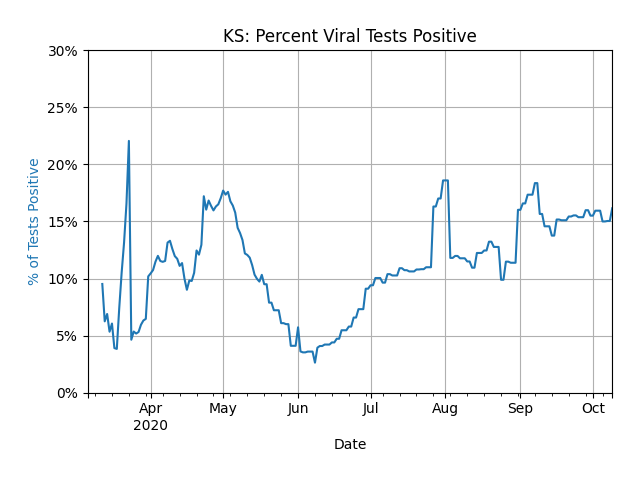 KS: Percent Viral Tests Positive
30%
25%
20%
15%
10%
5%
0%
% of Tests Positive
Apr May Jun Jul Aug Sep Oct
2020
Date